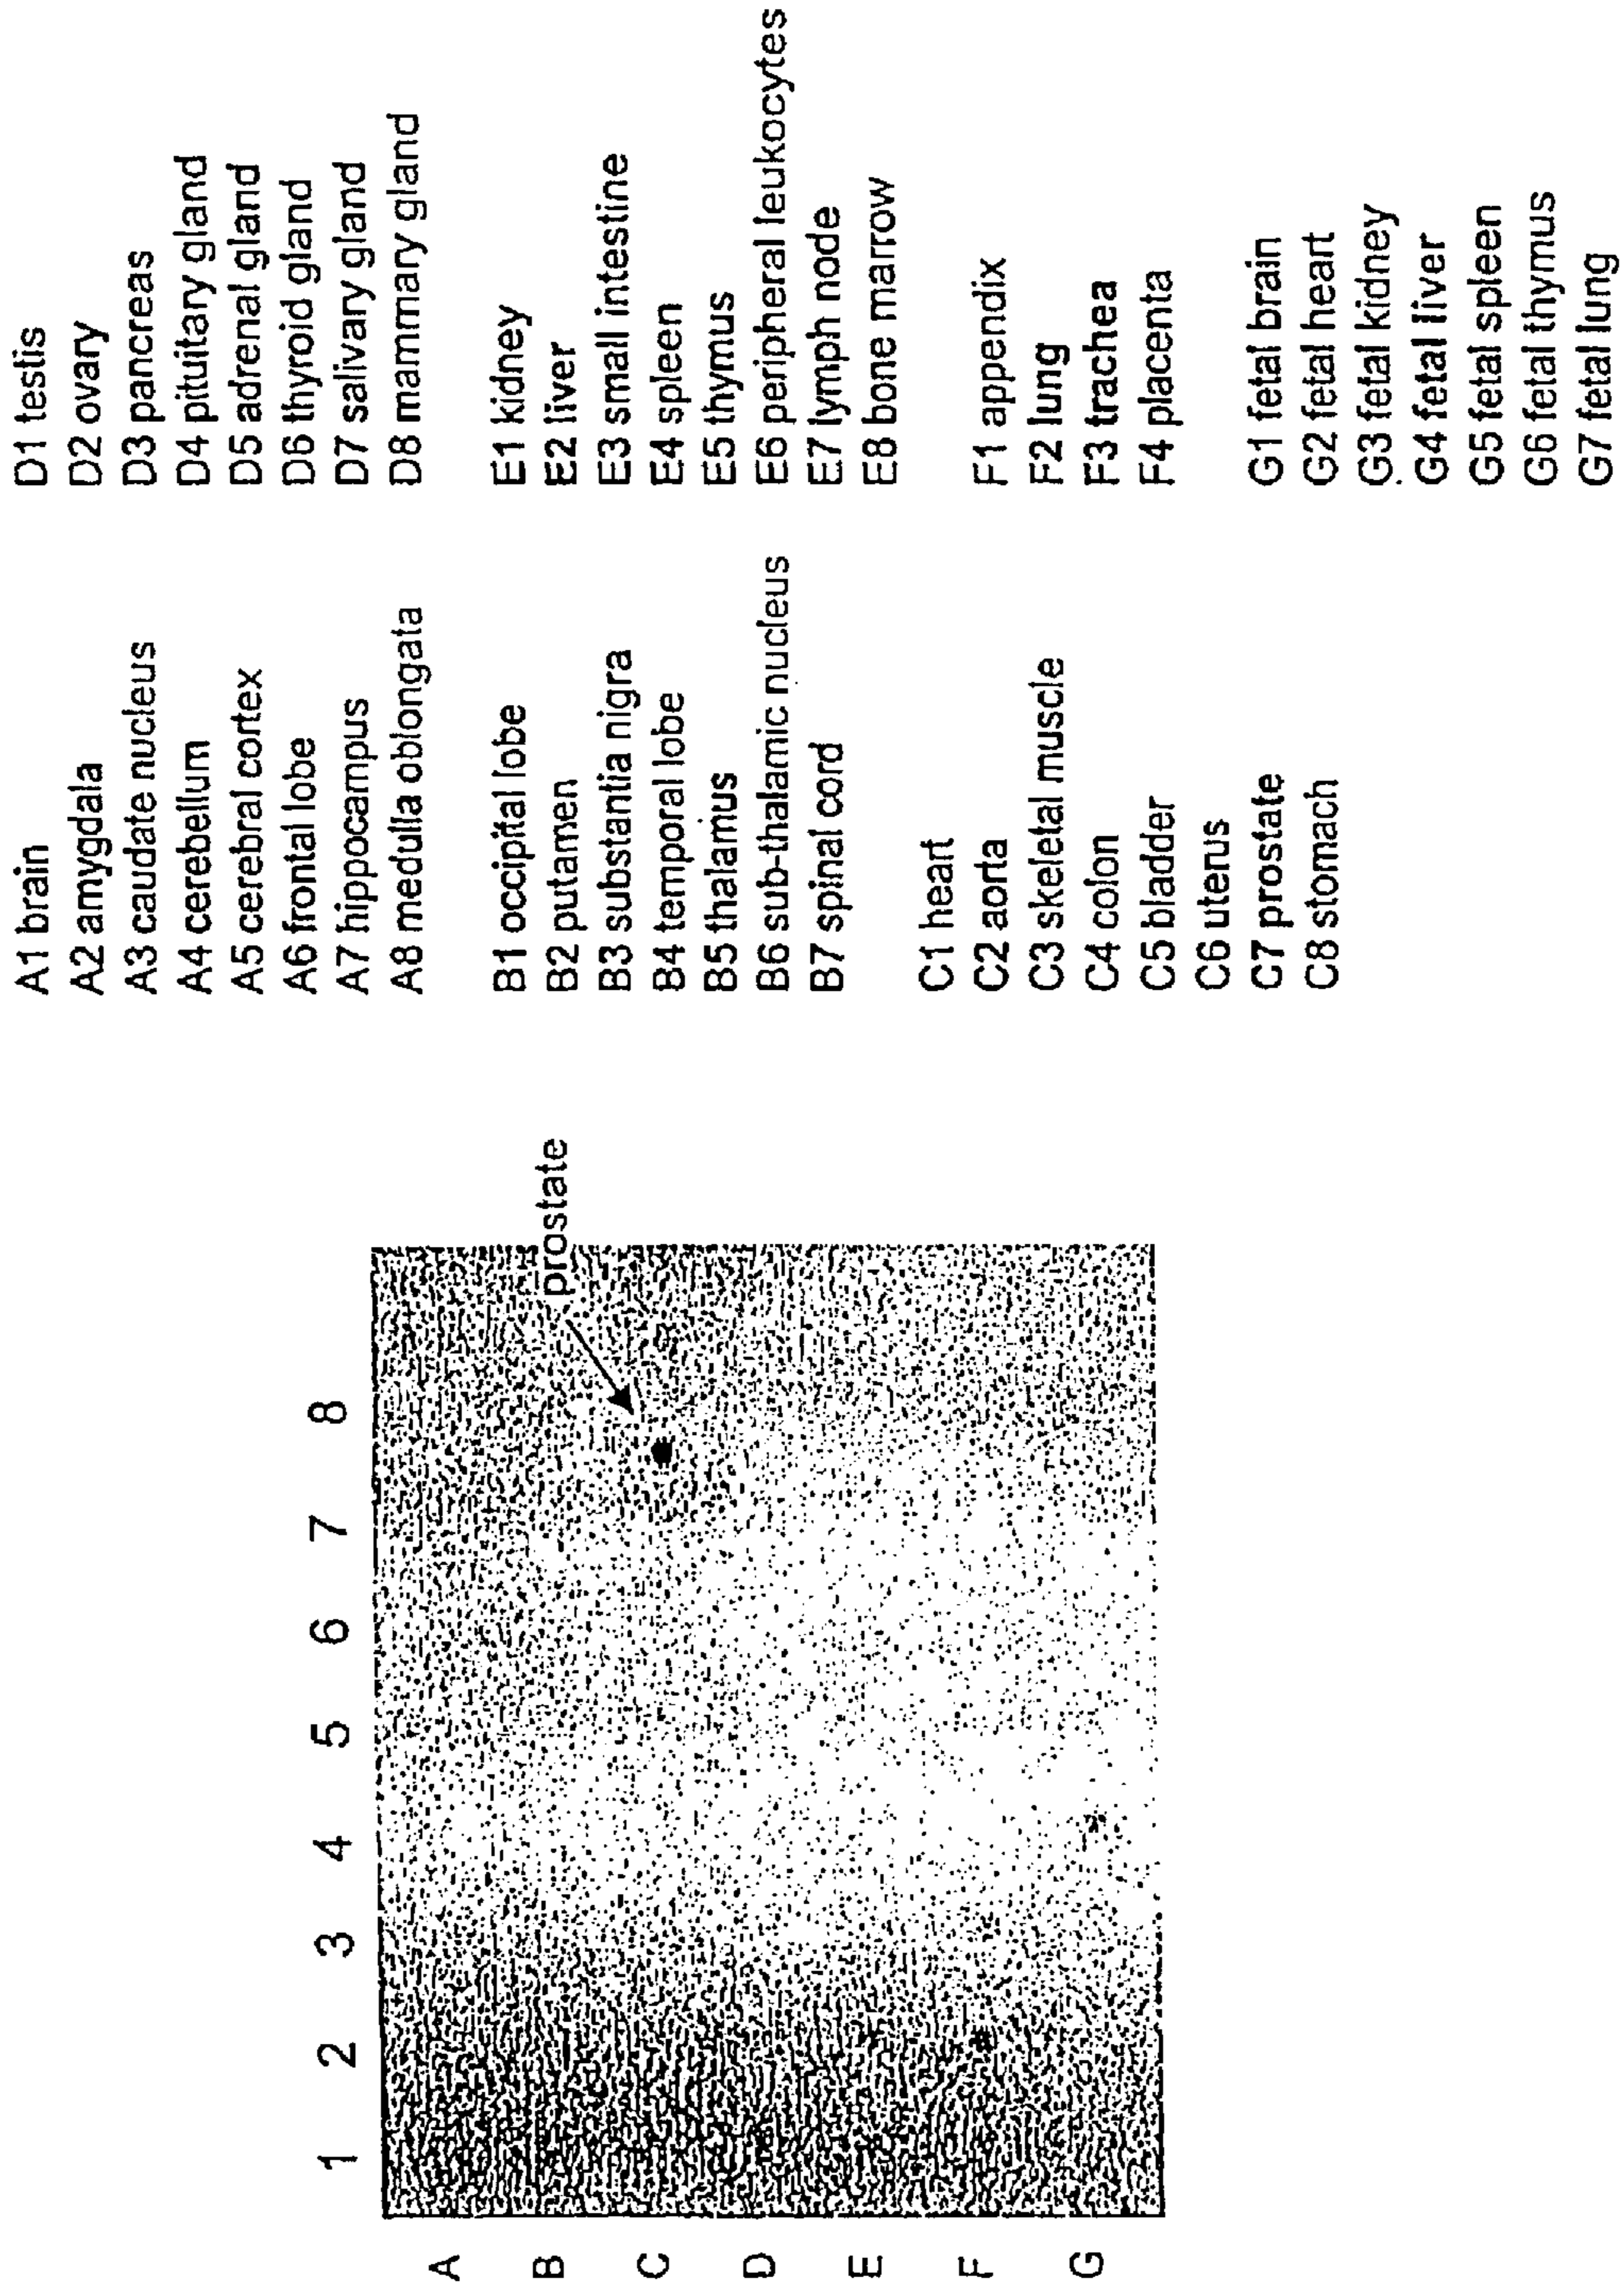 1 2 3 4 5 6 7 8
A
B
C
D
E
F
G
prostate
A1 brain
A2 amygdala
A3 caudate nucleus
A4 cerebellum
A5 cerebral cortex
A6 frontal lobe
A7 hippocampus
A8 medulla oblongata
B1 occipital lobe
B2 putamen
B3 substantia nigra
B4 temporal lobe
B5 thalamus
B6 sub-thalamic nucleus
B7 spinal cord
C1 heart
C2 aorta
C3 skeletal muscle
C4 colon
C5 bladder
C6 uterus
C7 prostate
C8 stomach
D1 testis
D2 ovary
D3 pancreas
D4 pituitary gland
D5 adrenal gland
D6 thyroid gland
D7 salivary gland
D8 mammary gland
E1 kidney
E2 liver
E3 small intestine
E4 spleen
E5 thymus
E6 peripheral leukocytes
E7 lymph node
E8 bone marrow
F1 appendix
F2 lung
F3 trachea
F4 placenta
G1 fetal brain
G2 fetal heart
G3 fetal kidney
G4 fetal liver
G5 fetal spleen
G6 fetal thymus
G7 fetal lung